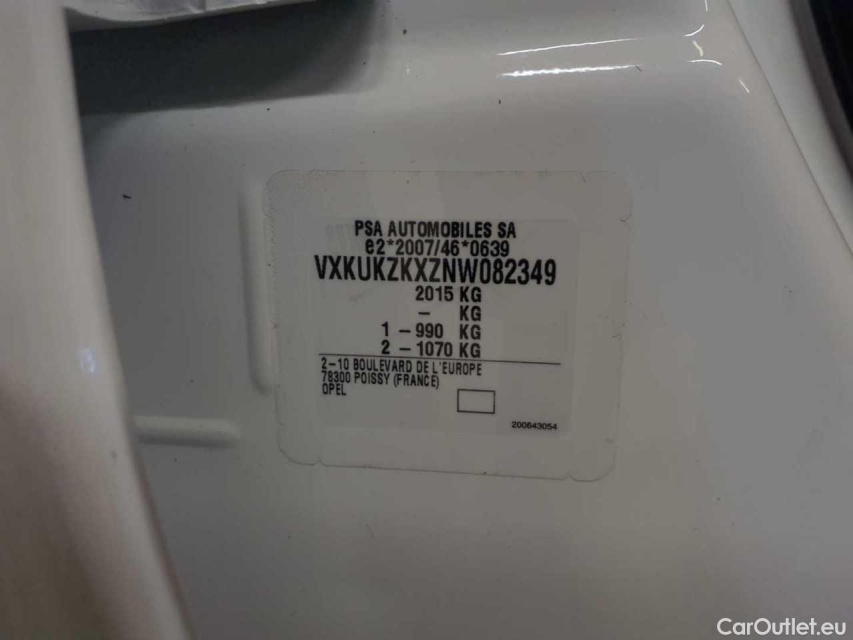 PSA AUTOMOBILES SA
e2*2007/46*0639
VXKUKZKXZNW082349
2015 KG
– KG
1 – 990 KG
2 – 1070 KG
2–10 BOULEVARD DE L'EUROPE
78300 POISSY (FRANCE)
OPEL
200643054
CarOutlet.eu